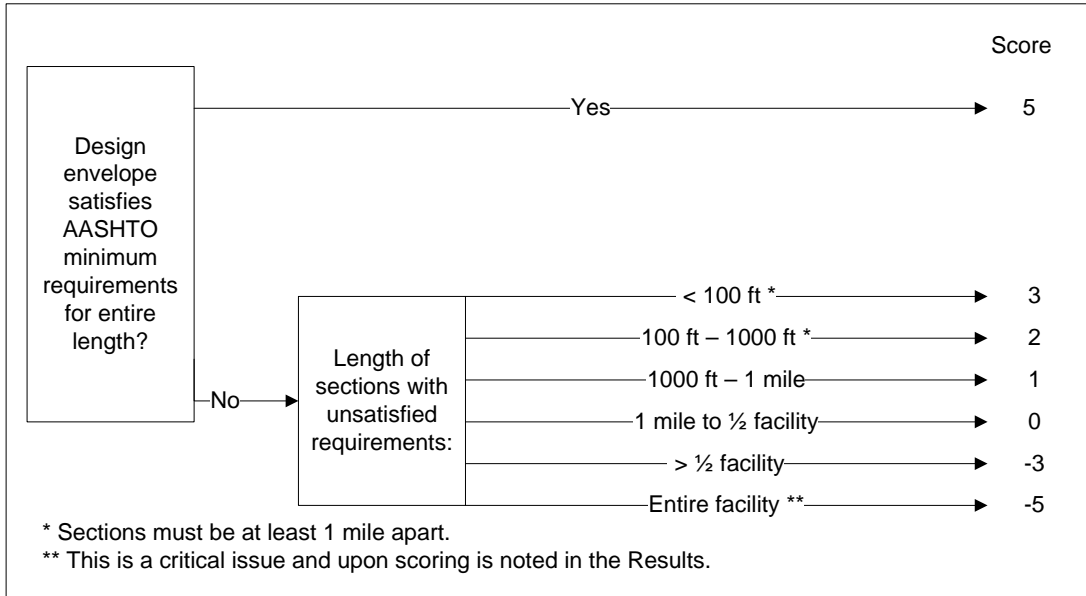 Score
Yes
5
Design
envelope
satisfies
AASHTO
minimum
requirements
for entire
length?
No
Length of
sections with
unsatisfied
requirements:
< 100 ft *
3
100 ft – 1000 ft *
2
1000 ft – 1 mile
1
1 mile to ½ facility
0
> ½ facility
-3
Entire facility **
-5
* Sections must be at least 1 mile apart.
** This is a critical issue and upon scoring is noted in the Results.